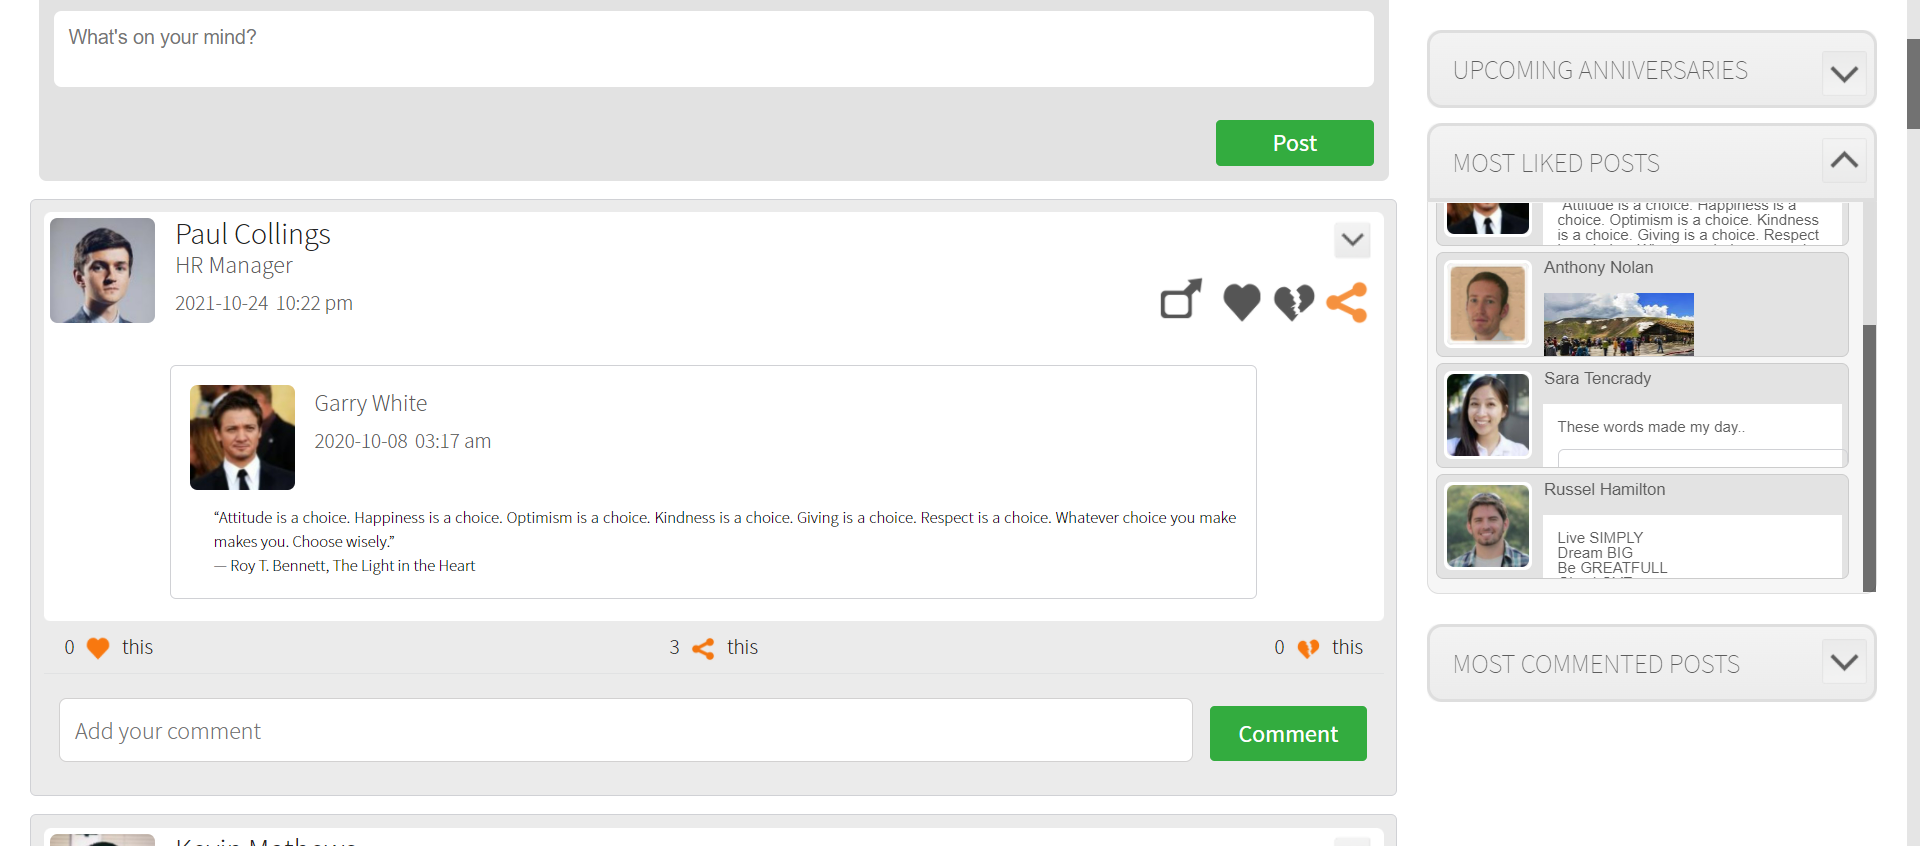 What's on your mind?
Post
Paul Collings
HR Manager
2021-10-24 10:22 pm
Garry White
2020-10-08 03:17 am
“Attitude is a choice. Happiness is a choice. Optimism is a choice. Kindness is a choice. Giving is a choice. Respect is a choice. Whatever choice you make
makes you. Choose wisely.”
— Roy T. Bennett, The Light in the Heart
0 this
3 this
0 this
Add your comment
Comment
Kevin Mathews
UPCOMING ANNIVERSARIES
MOST LIKED POSTS
Attitude is a choice. Happiness is a
choice. Optimism is a choice. Kindness
is a choice. Giving is a choice. Respect
Anthony Nolan
Sara Tencrady
These words made my day..
Russel Hamilton
Live SIMPLY
Dream BIG
Be GREATFULL
MOST COMMENTED POSTS